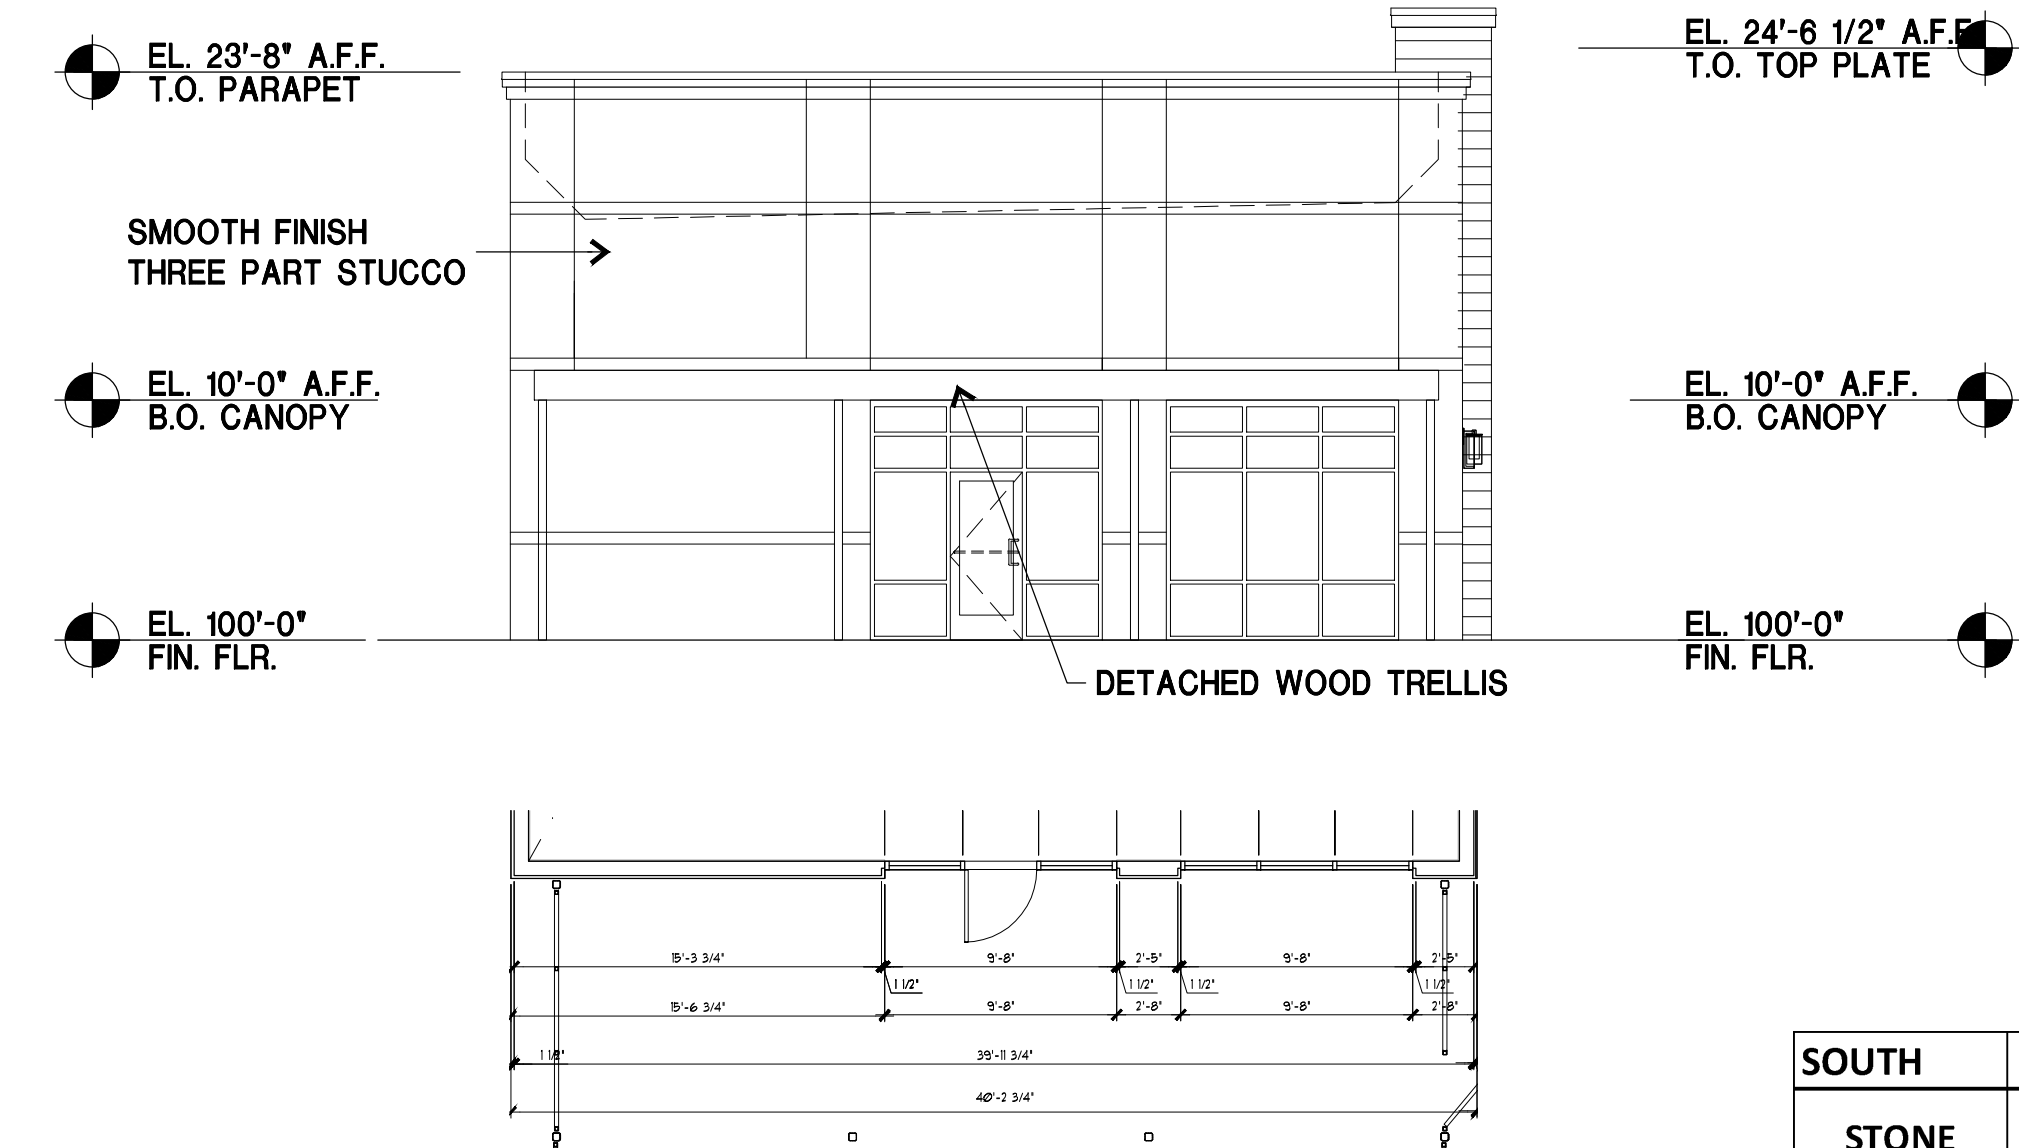 EL. 23'-8" A.F.F.
T.O. PARAPET
EL. 24'-6 1/2" A.F.F.
T.O. TOP PLATE
SMOOTH FINISH
THREE PART STUCCO
EL. 10'-0" A.F.F.
B.O. CANOPY
EL. 10'-0" A.F.F.
B.O. CANOPY
EL. 100'-0"
FIN. FLR.
EL. 100'-0"
FIN. FLR.
DETACHED WOOD TRELLIS
15'-3 3/4" 9'-8" 2'-5" 9'-8" 2'-5"
1 1/2" 1 1/2" 1 1/2" 1 1/2"
15'-6 3/4" 9'-8" 2'-8" 9'-8" 2'-8"
1 1/2" 39'-11 3/4"
40'-2 3/4"
SOUTH
STONE